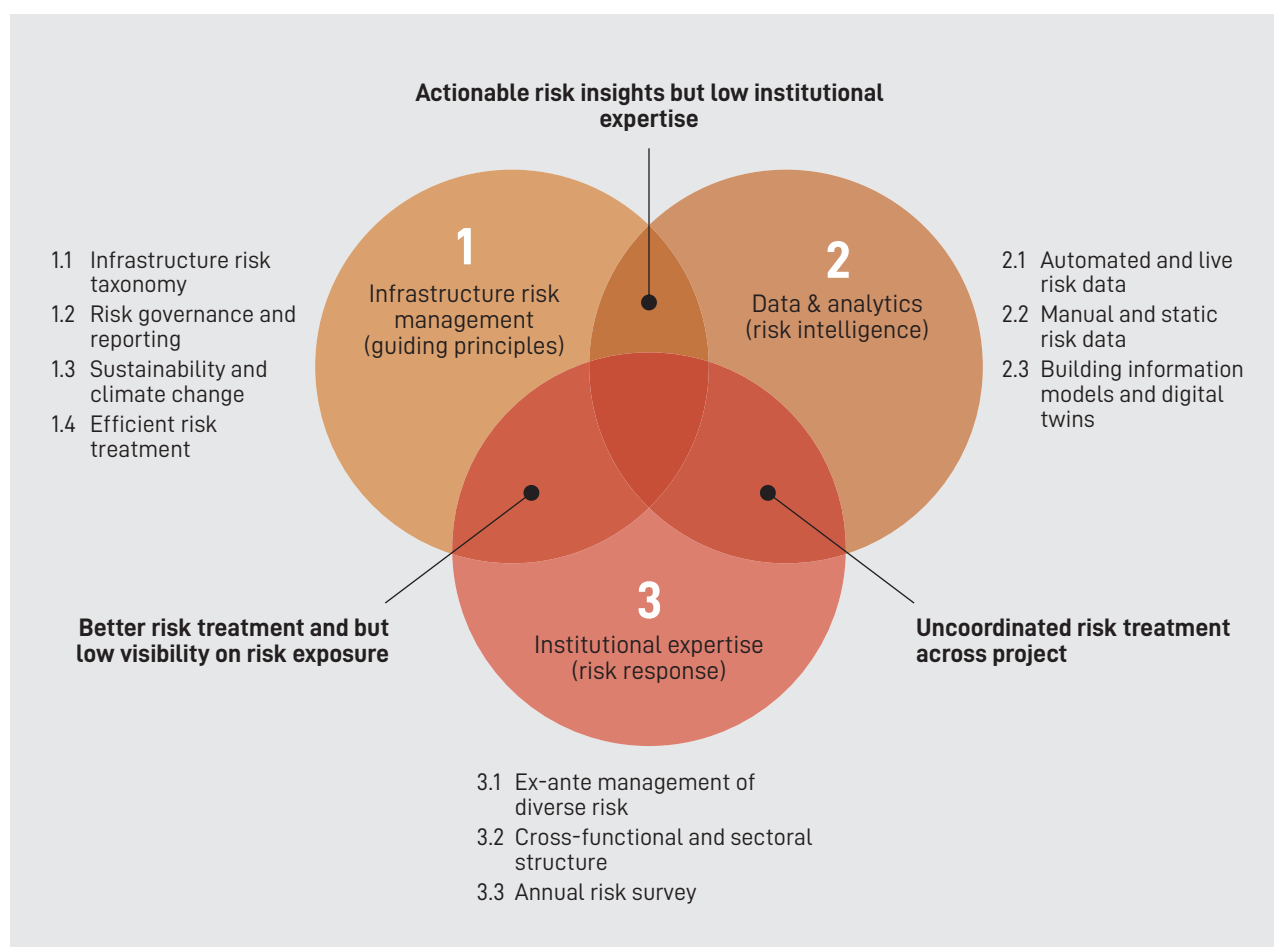 Actionable risk insights but low institutional
expertise
1
Infrastructure risk
management
(guiding principles)
2
Data & analytics
(risk intelligence)
1.1 Infrastructure risk
taxonomy
1.2 Risk governance and
reporting
1.3 Sustainability and
climate change
1.4 Efficient risk
treatment
2.1 Automated and live
risk data
2.2 Manual and static
risk data
2.3 Building information
models and digital
twins
3
Institutional expertise
(risk response)
Better risk treatment and but
low visibility on risk exposure
Uncoordinated risk treatment
across project
3.1 Ex-ante management of
diverse risk
3.2 Cross-functional and sectoral
structure
3.3 Annual risk survey